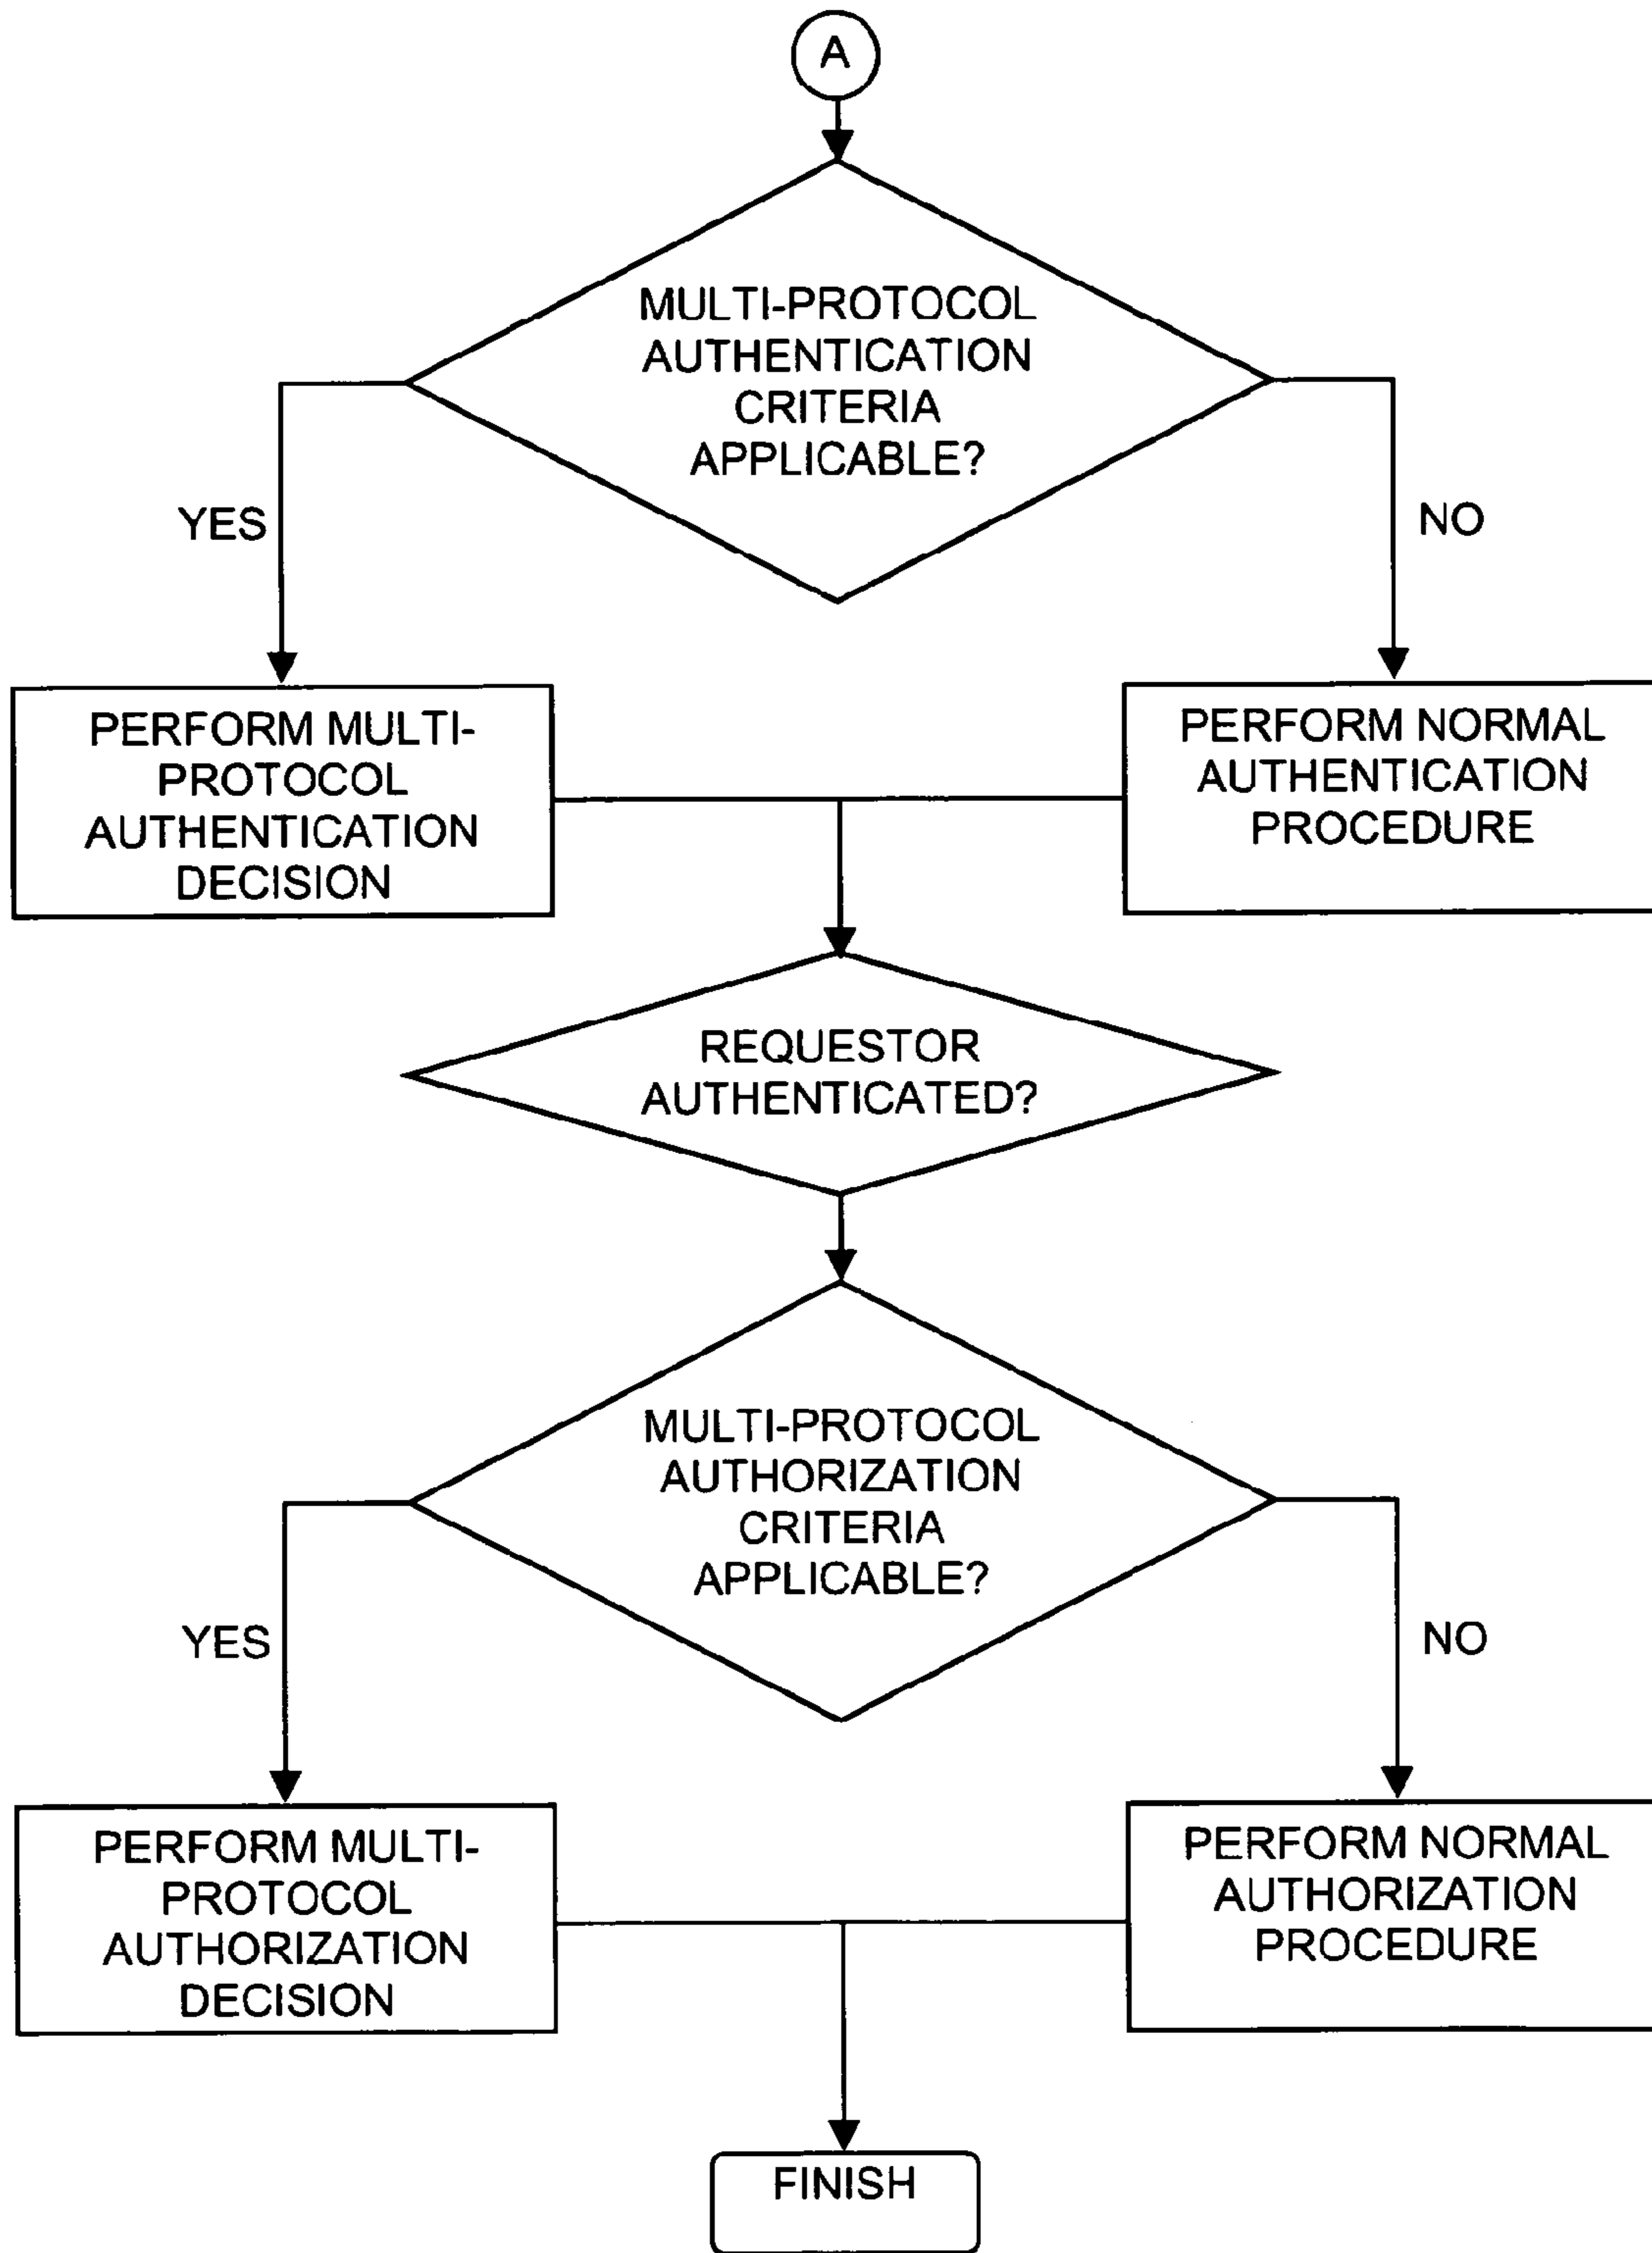 A
MULTI-PROTOCOL
AUTHENTICATION
CRITERIA
APPLICABLE?
YES
NO
PERFORM MULTI-
PROTOCOL
AUTHENTICATION
DECISION
PERFORM NORMAL
AUTHENTICATION
PROCEDURE
REQUESTOR
AUTHENTICATED?
MULTI-PROTOCOL
AUTHORIZATION
CRITERIA
APPLICABLE?
YES
NO
PERFORM MULTI-
PROTOCOL
AUTHORIZATION
DECISION
PERFORM NORMAL
AUTHORIZATION
PROCEDURE
FINISH